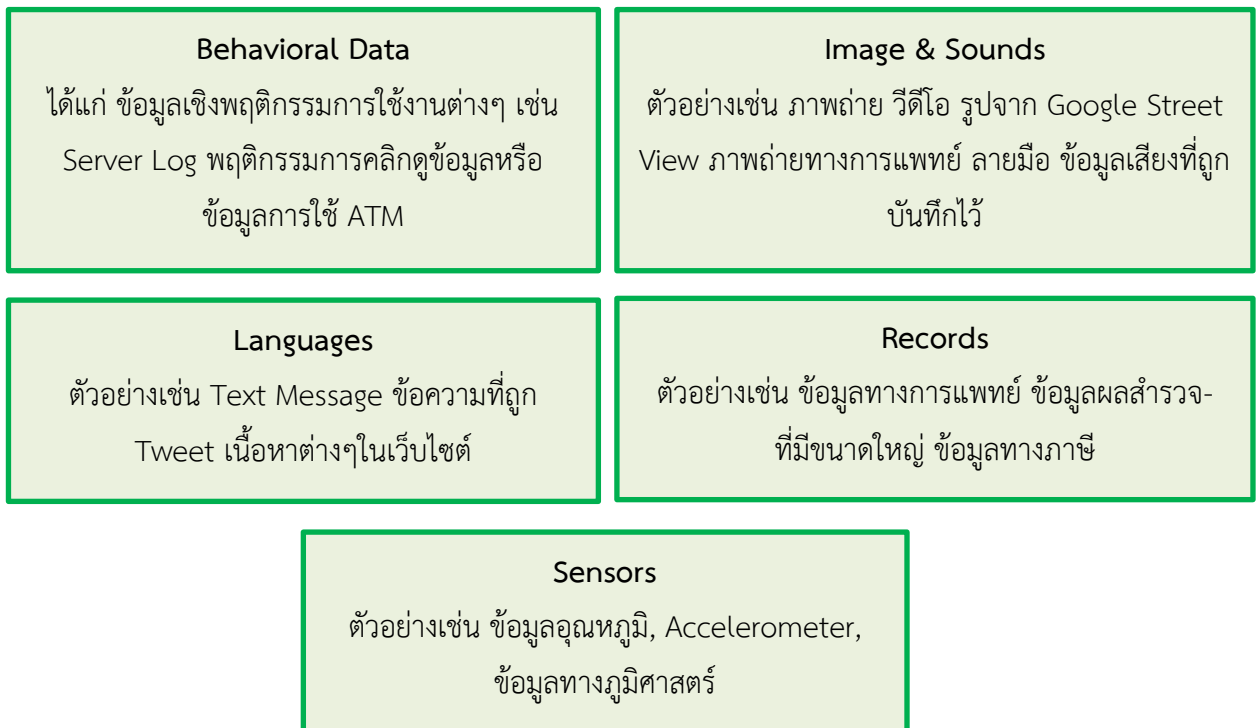 Behavioral Data
ได้แก่ ข้อมูลเชิงพฤติกรรมการใช้งานต่างๆ เช่น
Server Log พฤติกรรมการคลิกดูข้อมูลหรือ
ข้อมูลการใช้ ATM
Image & Sounds
ตัวอย่างเช่น ภาพถ่าย วีดีโอ รูปจาก Google Street
View ภาพถ่ายทางการแพทย์ ลายมือ ข้อมูลเสียงที่ถูก
บันทึกไว้
Languages
ตัวอย่างเช่น Text Message ข้อความที่ถูก
Tweet เนื้อหาต่างๆในเว็บไซต์
Records
ตัวอย่างเช่น ข้อมูลทางการแพทย์ ข้อมูลผลสำรวจ-
ที่มีขนาดใหญ่ ข้อมูลทางภาษี
Sensors
ตัวอย่างเช่น ข้อมูลอุณหภูมิ, Accelerometer,
ข้อมูลทางภูมิศาสตร์